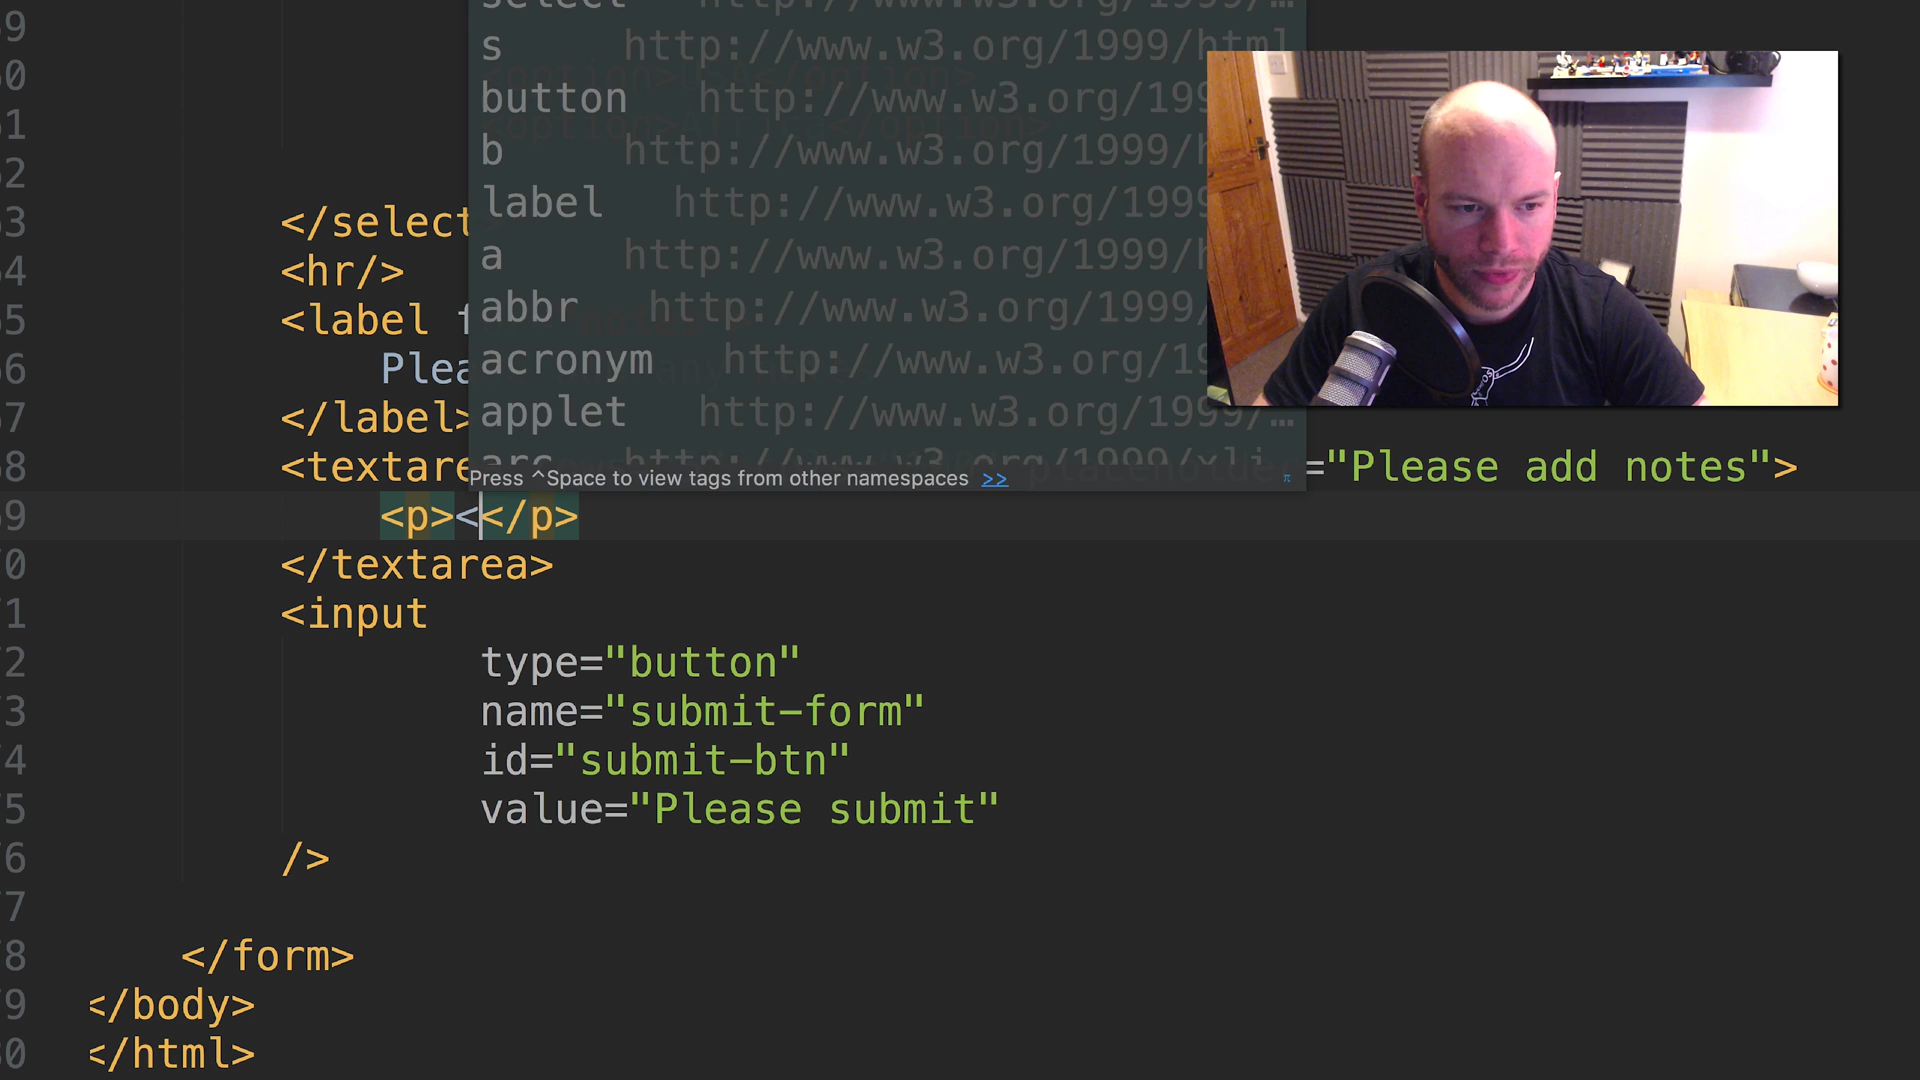 select http://www.w3.org/1999/…
s http://www.w3.org/1999/html
button http://www.w3.org/199
b http://www.w3.org/1999/h
label http://www.w3.org/1999
a http://www.w3.org/1999/h
abbr http://www.w3.org/1999/
acronym http://www.w3.org/19
applet http://www.w3.org/1999/…
Press ^Space to view tags from other namespaces >> π
9
0
1
2
3 </select
4 <hr/>
5 <label f
6 Plea
7 </label>
8 <textare ="Please add notes">
9 <p><</p>
0 </textarea>
1 <input
2 type="button"
3 name="submit-form"
4 id="submit-btn"
5 value="Please submit"
6 />
7
8 </form>
9 </body>
0 </html>